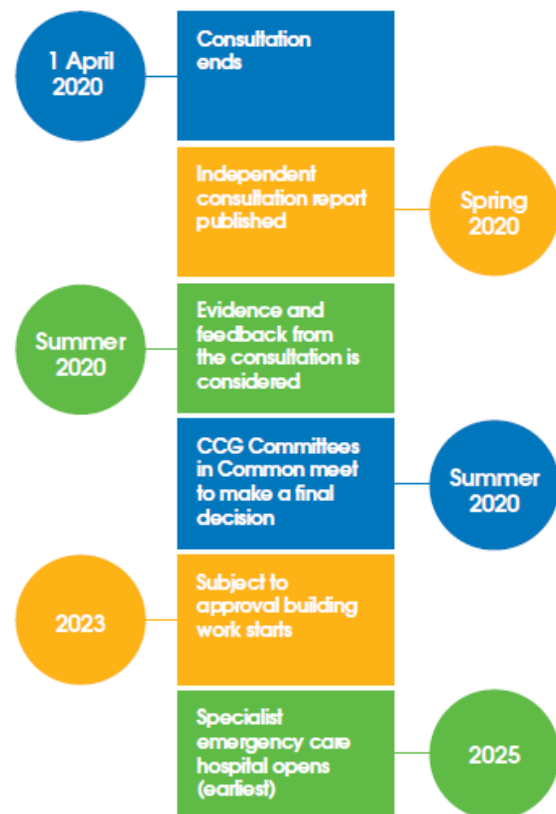 1 April
2020
Consultation
ends
Independent
consultation report
published
Spring
2020
Summer
2020
Evidence and
feedback from
the consultation is
considered
CCG Committees
in Common meet
to make a final
decision
Summer
2020
2023
Subject to
approval building
work starts
Specialist
emergency care
hospital opens
(earliest)
2025